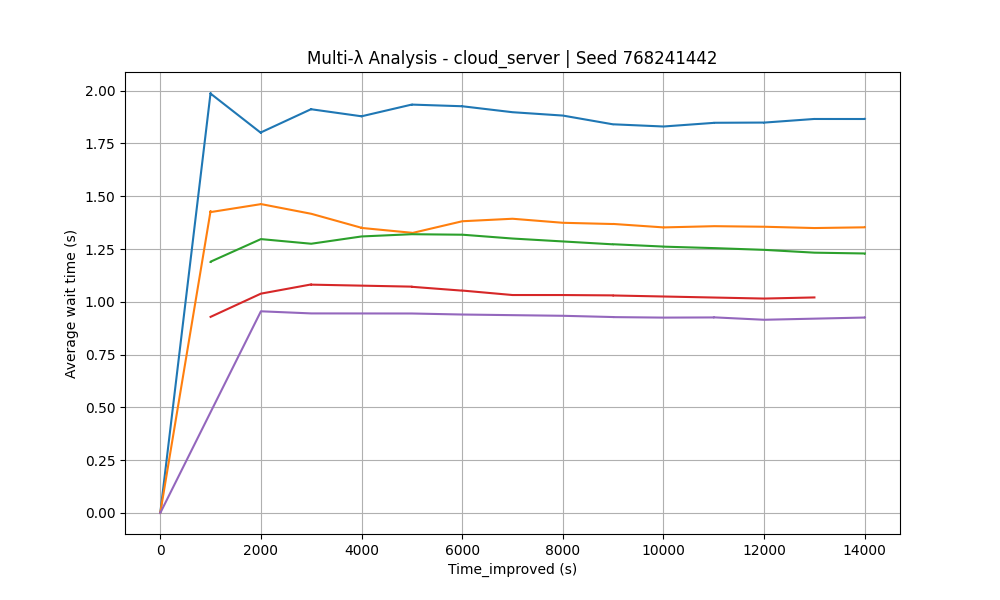 Multi-λ Analysis - cloud_server | Seed 768241442
2.00
1.75
1.50
1.25
1.00
0.75
0.50
0.25
0.00
Average wait time (s)
0 2000 4000 6000 8000 10000 12000 14000
Time_improved (s)